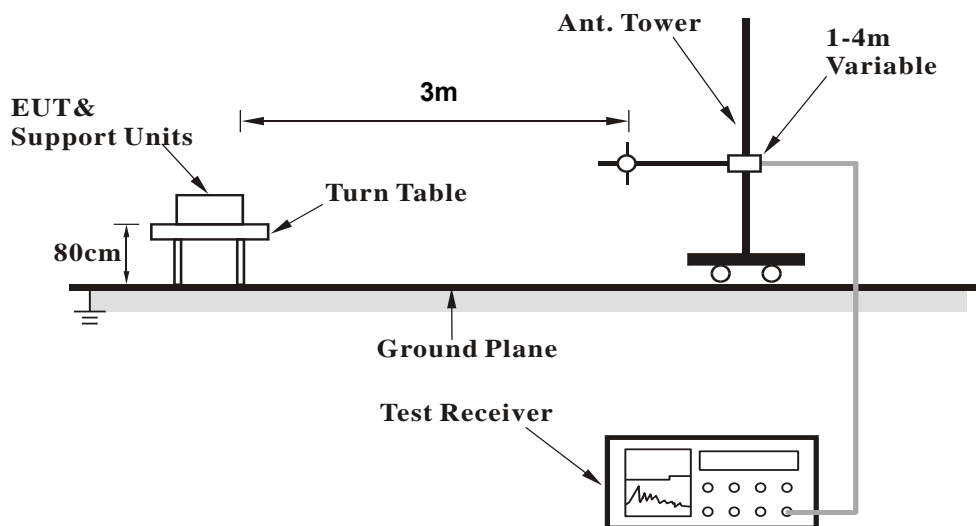 Ant. Tower
1-4m
Variable
3m
EUT&
Support Units
Turn Table
80cm
Ground Plane
Test Receiver